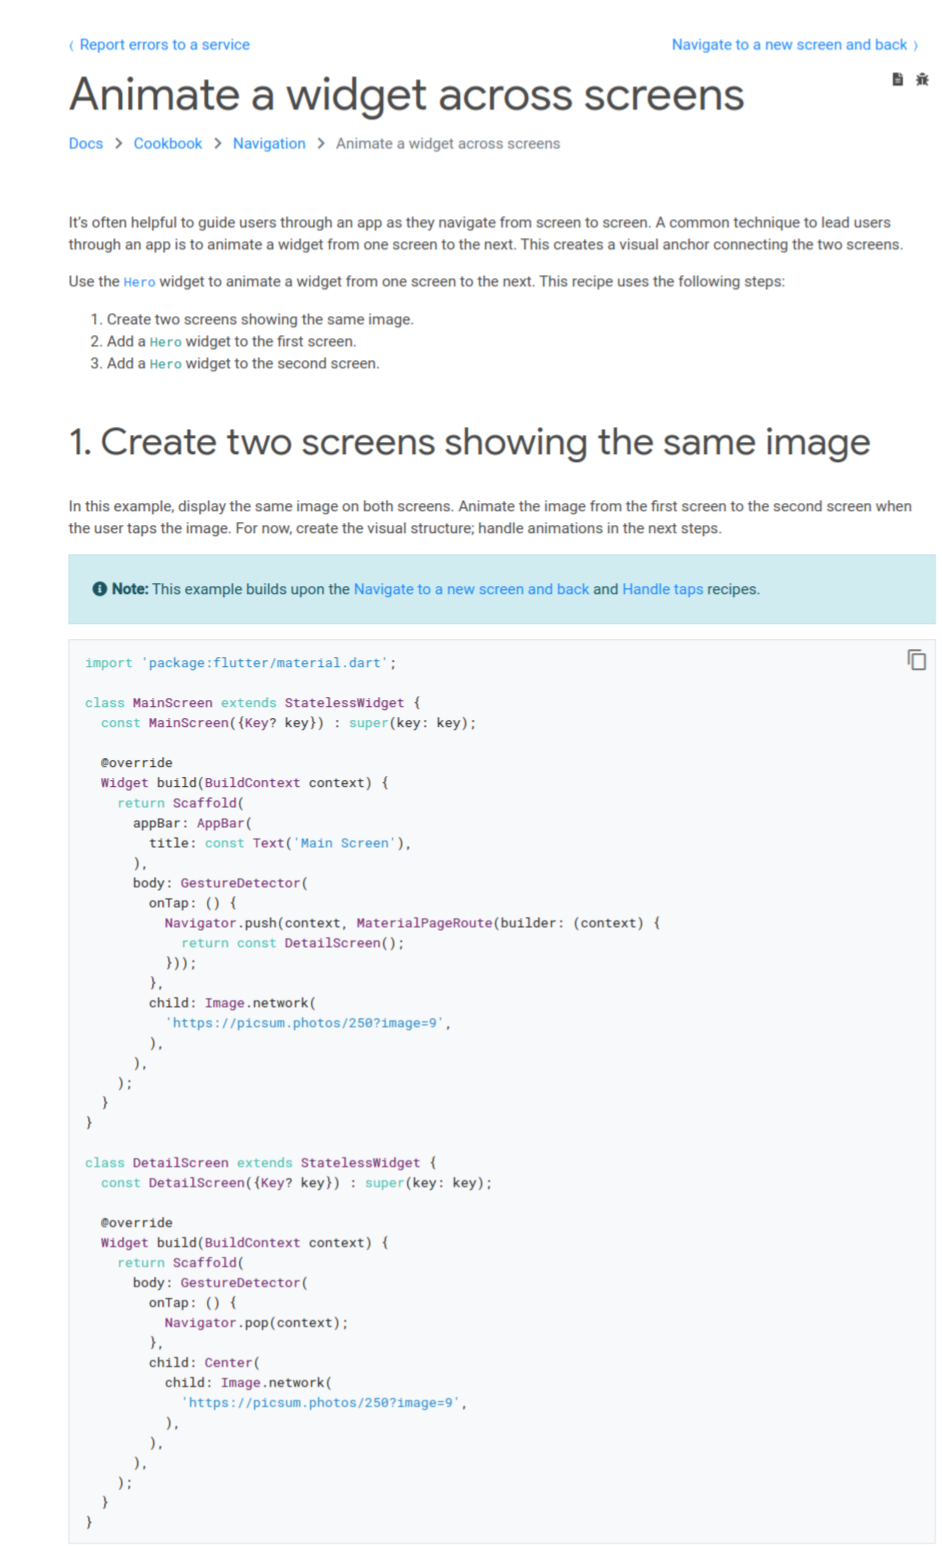 ‹ Report errors to a service
Navigate to a new screen and back ›
Animate a widget across screens
Docs > Cookbook > Navigation > Animate a widget across screens
It's often helpful to guide users through an app as they navigate from screen to screen. A common technique to lead users
through an app is to animate a widget from one screen to the next. This creates a visual anchor connecting the two screens.
Use the Hero widget to animate a widget from one screen to the next. This recipe uses the following steps:
1. Create two screens showing the same image.
2. Add a Hero widget to the first screen.
3. Add a Hero widget to the second screen.
1. Create two screens showing the same image
In this example, display the same image on both screens. Animate the image from the first screen to the second screen when
the user taps the image. For now, create the visual structure; handle animations in the next steps.
Note: This example builds upon the Navigate to a new screen and back and Handle taps recipes.
import 'package:flutter/material.dart';
class MainScreen extends StatelessWidget {
  const MainScreen({Key? key}) : super(key: key);
  @override
  Widget build(BuildContext context) {
    return Scaffold(
      appBar: AppBar(
        title: const Text('Main Screen'),
      ),
      body: GestureDetector(
        onTap: () {
          Navigator.push(context, MaterialPageRoute(builder: (context) {
            return const DetailScreen();
          }));
        },
        child: Image.network(
          'https://picsum.photos/250?image=9',
        ),
      ),
    );
  }
}
class DetailScreen extends StatelessWidget {
  const DetailScreen({Key? key}) : super(key: key);
  @override
  Widget build(BuildContext context) {
    return Scaffold(
      body: GestureDetector(
        onTap: () {
          Navigator.pop(context);
        },
        child: Center(
          child: Image.network(
            'https://picsum.photos/250?image=9',
          ),
        ),
      ),
    );
  }
}